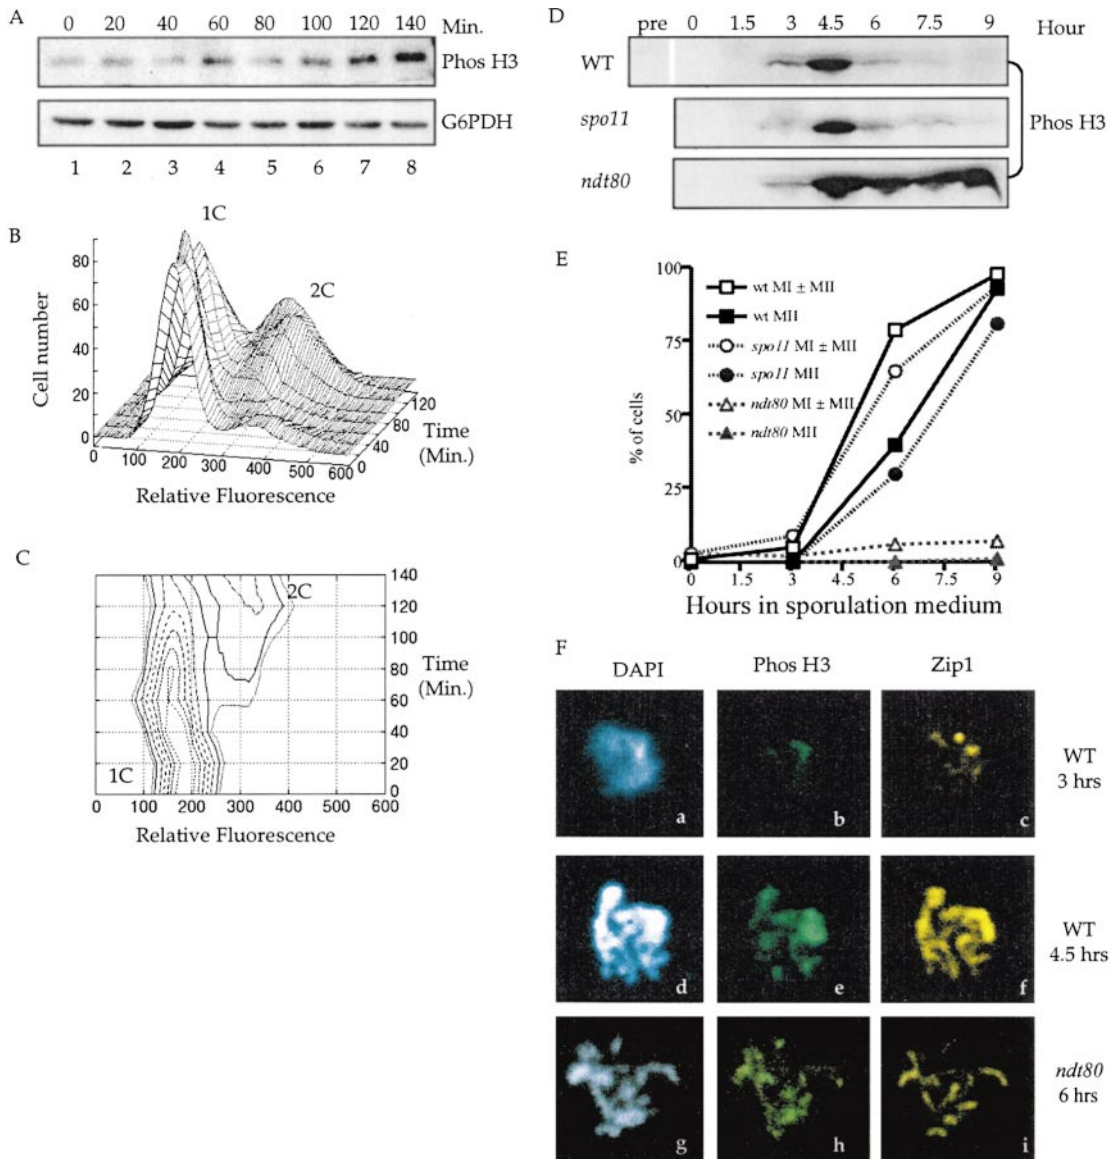 A
0 20 40 60 80 100 120 140 Min.
Phos H3
G6PDH
1 2 3 4 5 6 7 8
B
1C
2C
Cell number
80
60
40
20
0
0 100 200 300 400 500 600
Relative Fluorescence
120
80
40
0
Time
(Min.)
C
140
120
100
80
60
40
20
0
2C
1C
Time
(Min.)
0 100 200 300 400 500 600
Relative Fluorescence
D
pre 0 1.5 3 4.5 6 7.5 9 Hour
WT
spo11
ndt80
Phos H3
E
% of cells
100
75
50
25
0
wt MI ± MII
wt MII
spo11 MI ± MII
spo11 MII
ndt80 MI ± MII
ndt80 MII
0 1.5 3 4.5 6 7.5 9
Hours in sporulation medium
F
DAPI Phos H3 Zip1
a b c
WT
3 hrs
d e f
WT
4.5 hrs
g h i
ndt80
6 hrs